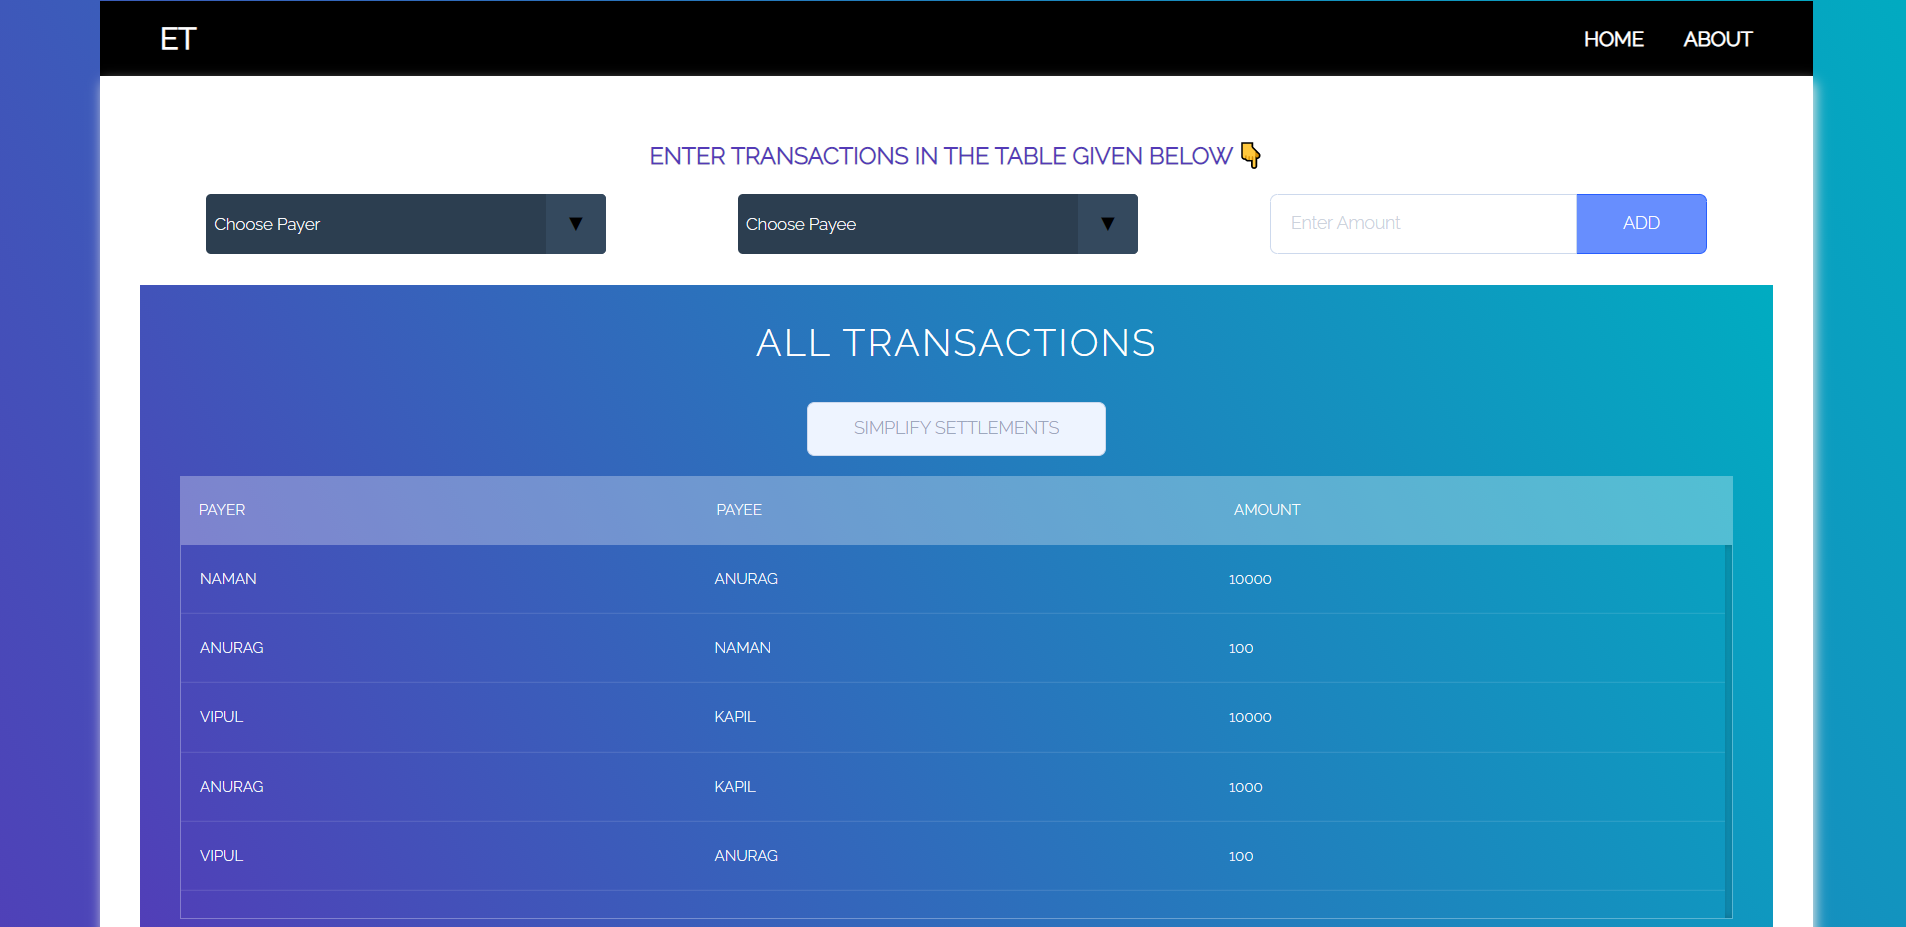 ET HOME ABOUT
ENTER TRANSACTIONS IN THE TABLE GIVEN BELOW 👇
Choose Payer ▼ Choose Payee ▼ Enter Amount ADD
ALL TRANSACTIONS
SIMPLIFY SETTLEMENTS
PAYER PAYEE AMOUNT
NAMAN ANURAG 10000
ANURAG NAMAN 100
VIPUL KAPIL 10000
ANURAG KAPIL 1000
VIPUL ANURAG 100